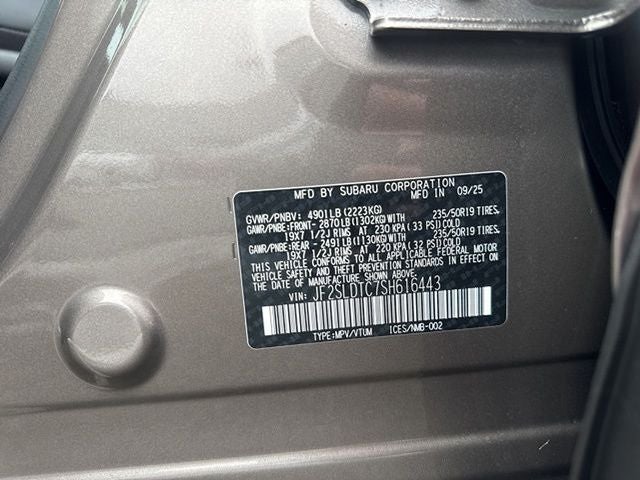 MFD BY SUBARU CORPORATION 09/25
MFD IN
GVWR/PNBV: 4901LB(2223KG)
GAWR/PNBE:FRONT- 2870LB(1302KG)WITH 235/50R19 TIRES,
19X7 1/2J RIMS AT 230 KPA(33 PSI)COLD
GAWR/PNBE:REAR - 2491LB(1130KG)WITH 235/50R19 TIRES,
19X7 1/2J RIMS AT 220 KPA(32 PSI)COLD
THIS VEHICLE CONFORMS TO ALL APPLICABLE FEDERAL MOTOR
VEHICLE SAFETY AND THEFT PREVENTION STANDARDS IN EFFECT ON
THE DATE OF MANUFACTURE SHOWN ABOVE.
VIN: JF2SLDTC7SH616443
TYPE:MPV/VTUM ICES/NMB-002